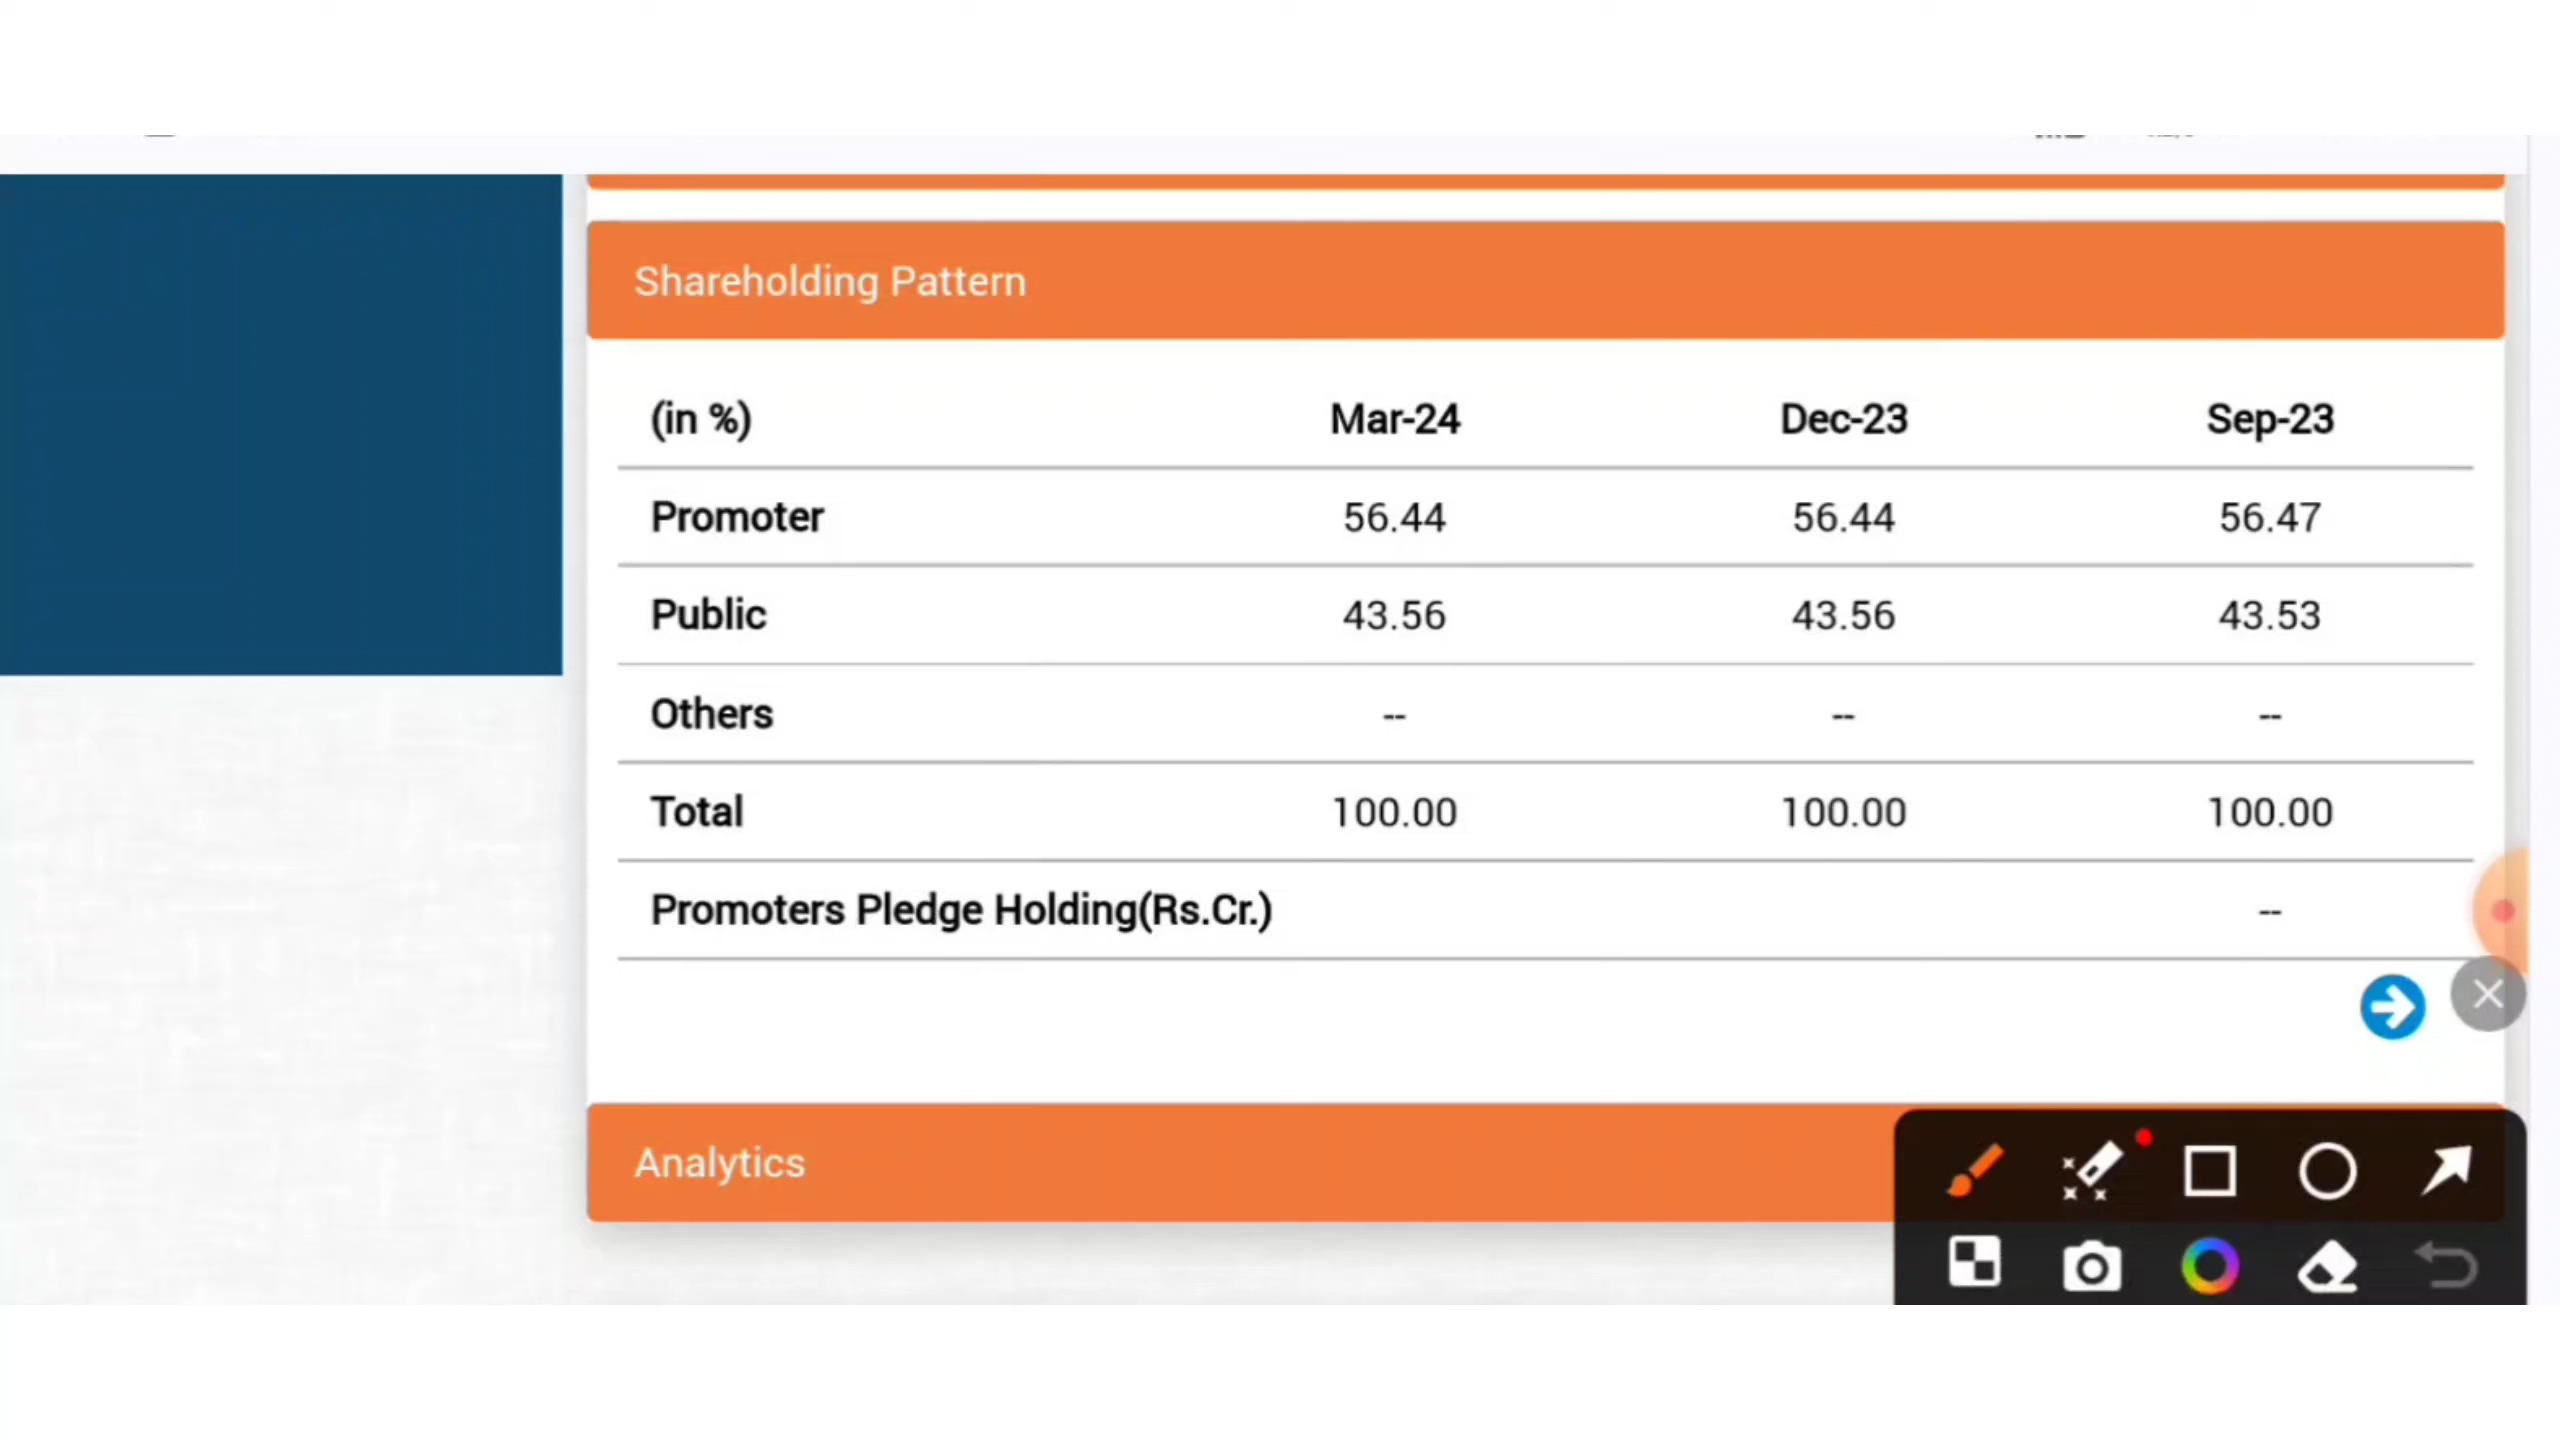 Shareholding Pattern
(in %) Mar-24 Dec-23 Sep-23
Promoter 56.44 56.44 56.47
Public 43.56 43.56 43.53
Others -- -- --
Total 100.00 100.00 100.00
Promoters Pledge Holding(Rs.Cr.) --
Analytics